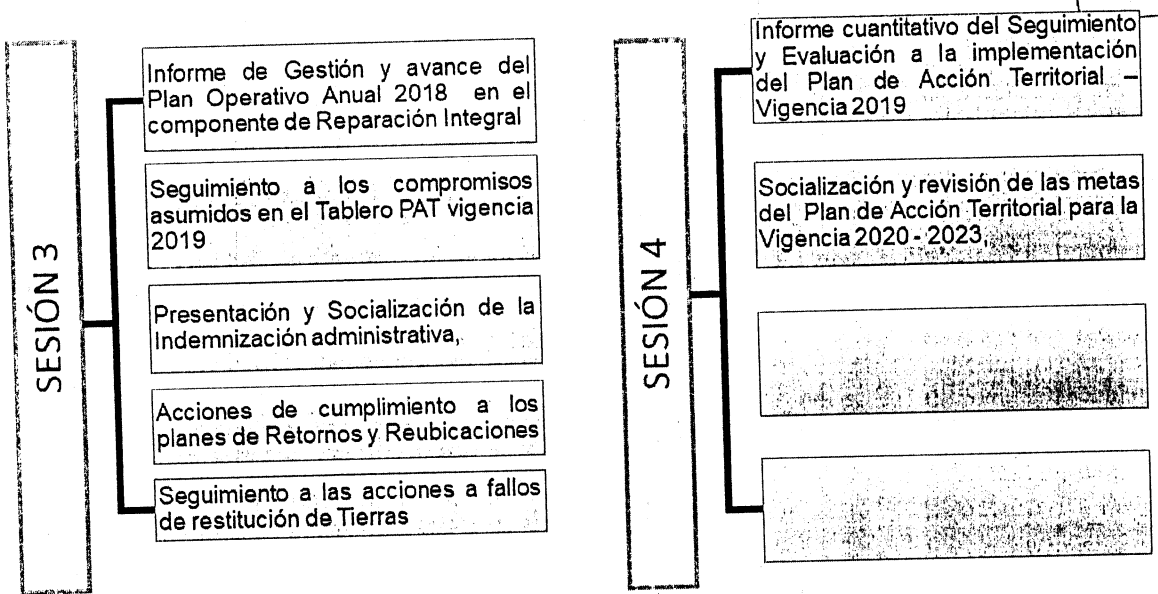 SESIÓN 3
Informe de Gestión y avance del
Plan Operativo Anual 2018 en el
componente de Reparación Integral
Seguimiento a los compromisos
asumidos en el Tablero PAT vigencia
2019
Presentación y Socialización de la
Indemnización administrativa,
Acciones de cumplimiento a los
planes de Retornos y Reubicaciones
Seguimiento a las acciones a fallos
de restitución de Tierras
SESIÓN 4
Informe cuantitativo del Seguimiento
y Evaluación a la implementación
del Plan de Acción Territorial –
Vigencia 2019
Socialización y revisión de las metas
del Plan de Acción Territorial para la
Vigencia 2020 - 2023,